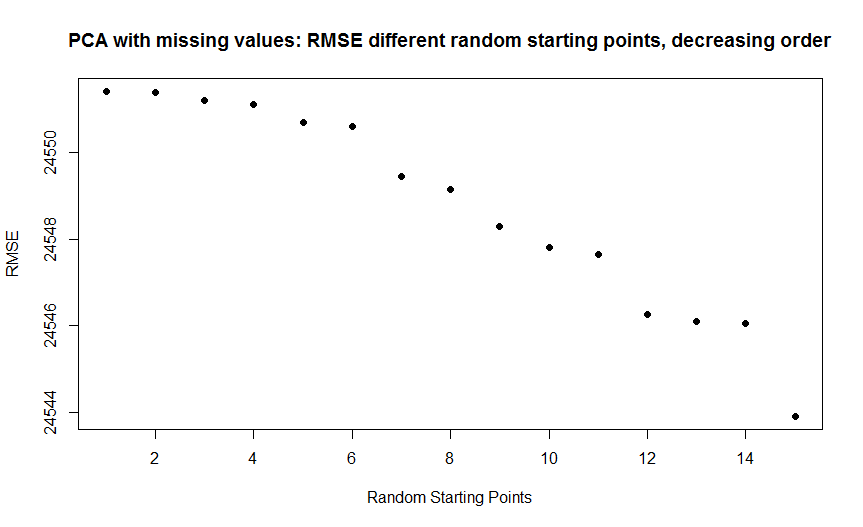 PCA with missing values: RMSE different random starting points, decreasing order
RMSE
24550
24548
24546
24544
2 4 6 8 10 12 14
Random Starting Points